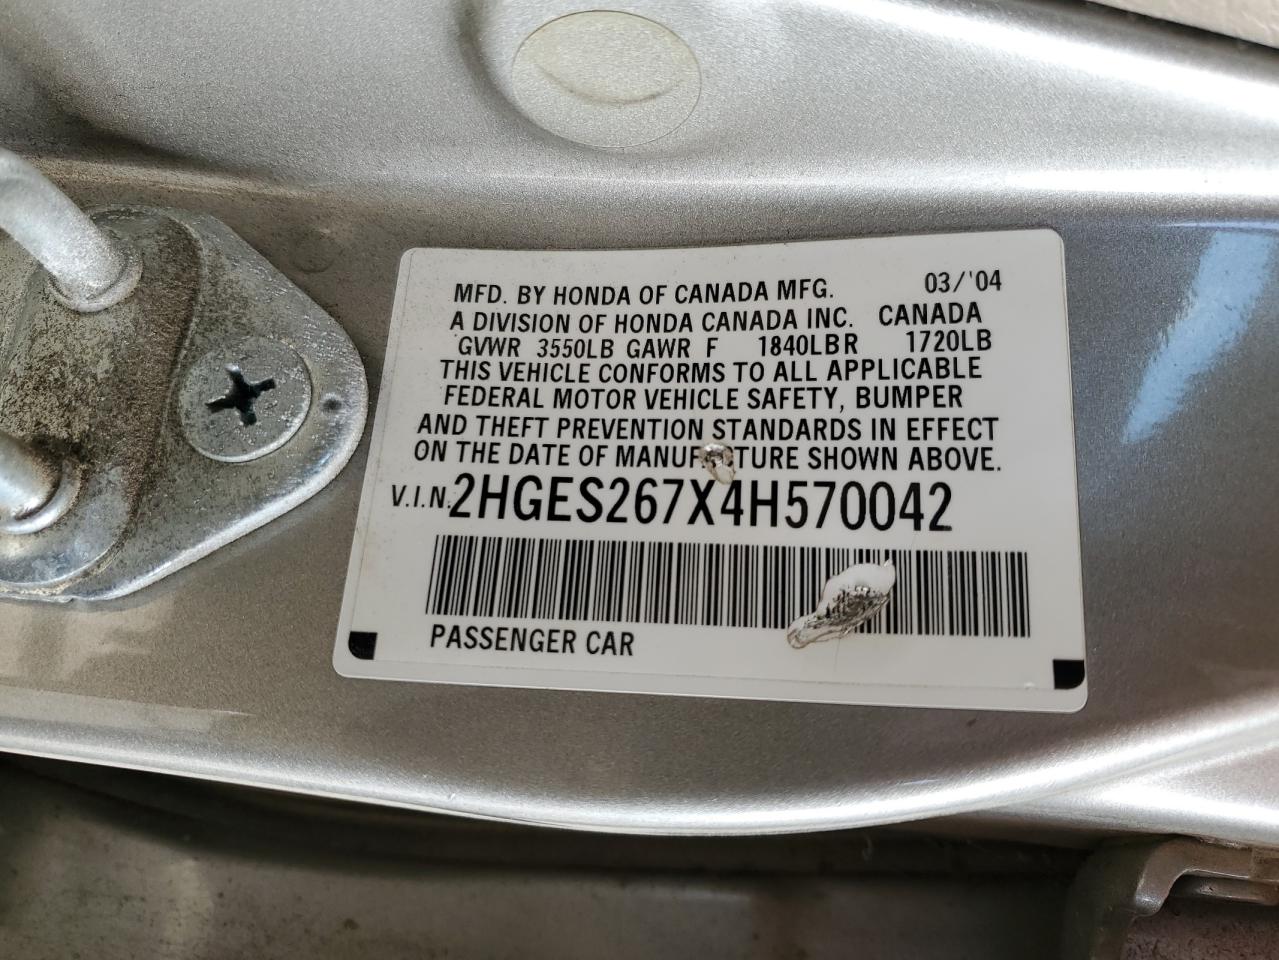 MFD. BY HONDA OF CANADA MFG. 03/'04
A DIVISION OF HONDA CANADA INC. CANADA
GVWR 3550LB GAWR F 1840LBR 1720LB
THIS VEHICLE CONFORMS TO ALL APPLICABLE
FEDERAL MOTOR VEHICLE SAFETY, BUMPER
AND THEFT PREVENTION STANDARDS IN EFFECT
ON THE DATE OF MANUFACTURE SHOWN ABOVE.
V.I.N. 2HGES267X4H570042
PASSENGER CAR